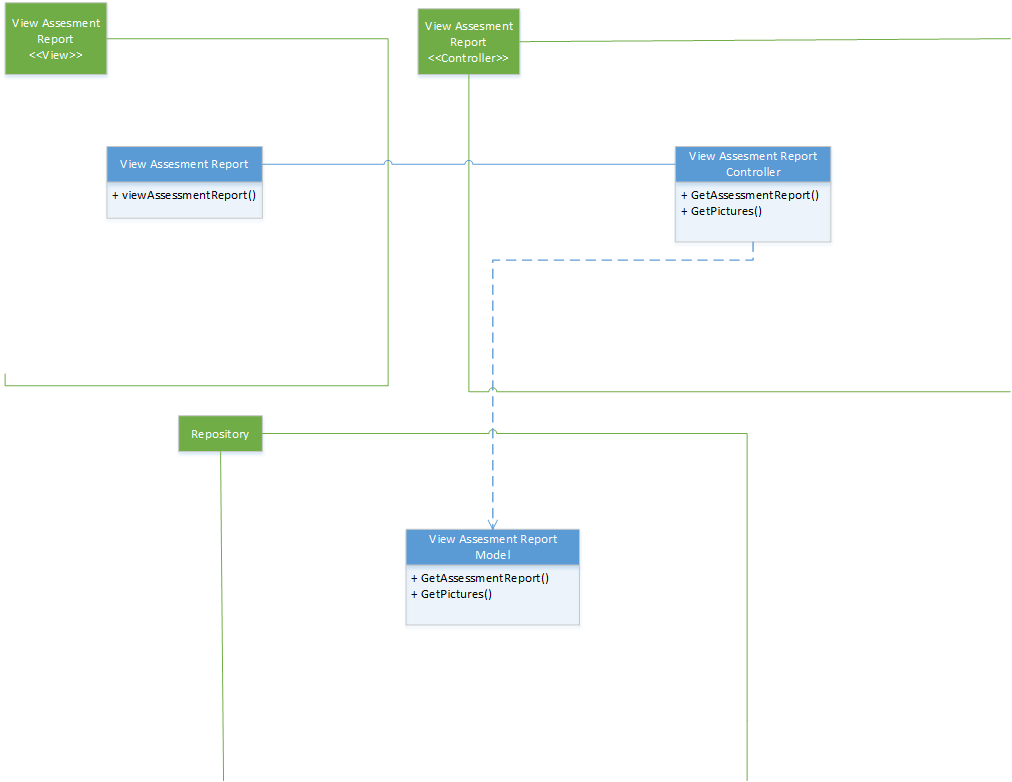 View Assesment
Report
<<View>>
View Assesment
Report
<<Controller>>
View Assesment Report
+ viewAssessmentReport()
View Assesment Report
Controller
+ GetAssessmentReport()
+ GetPictures()
Repository
View Assesment Report
Model
+ GetAssessmentReport()
+ GetPictures()